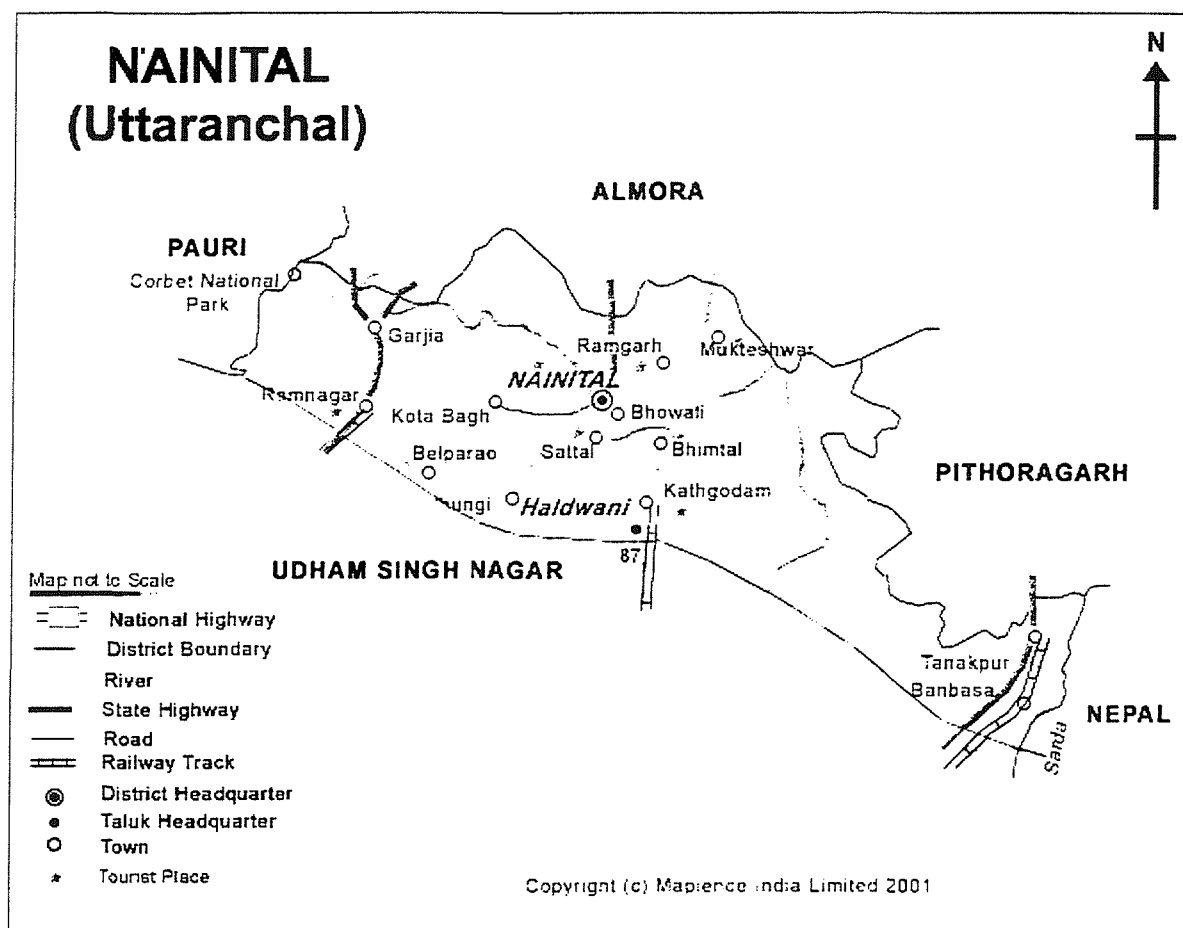 NAINITAL
(Uttaranchal)
N
ALMORA
PAURI
Corbet National
Park
Garjia
Ramgarh
Mukteshwar
NAINITAL
Ramnagar
Kota Bagh
Bhowali
Belparao
Sattal
Bhimtal
PITHORAGARH
Haldwani
Kathgodam
87
UDHAM SINGH NAGAR
Map not to Scale
National Highway
District Boundary
River
State Highway
Road
Railway Track
District Headquarter
Taluk Headquarter
Town
Tourist Place
Tanakpur
Banbasa
NEPAL
Sarda
Copyright (c) India Limited 2001